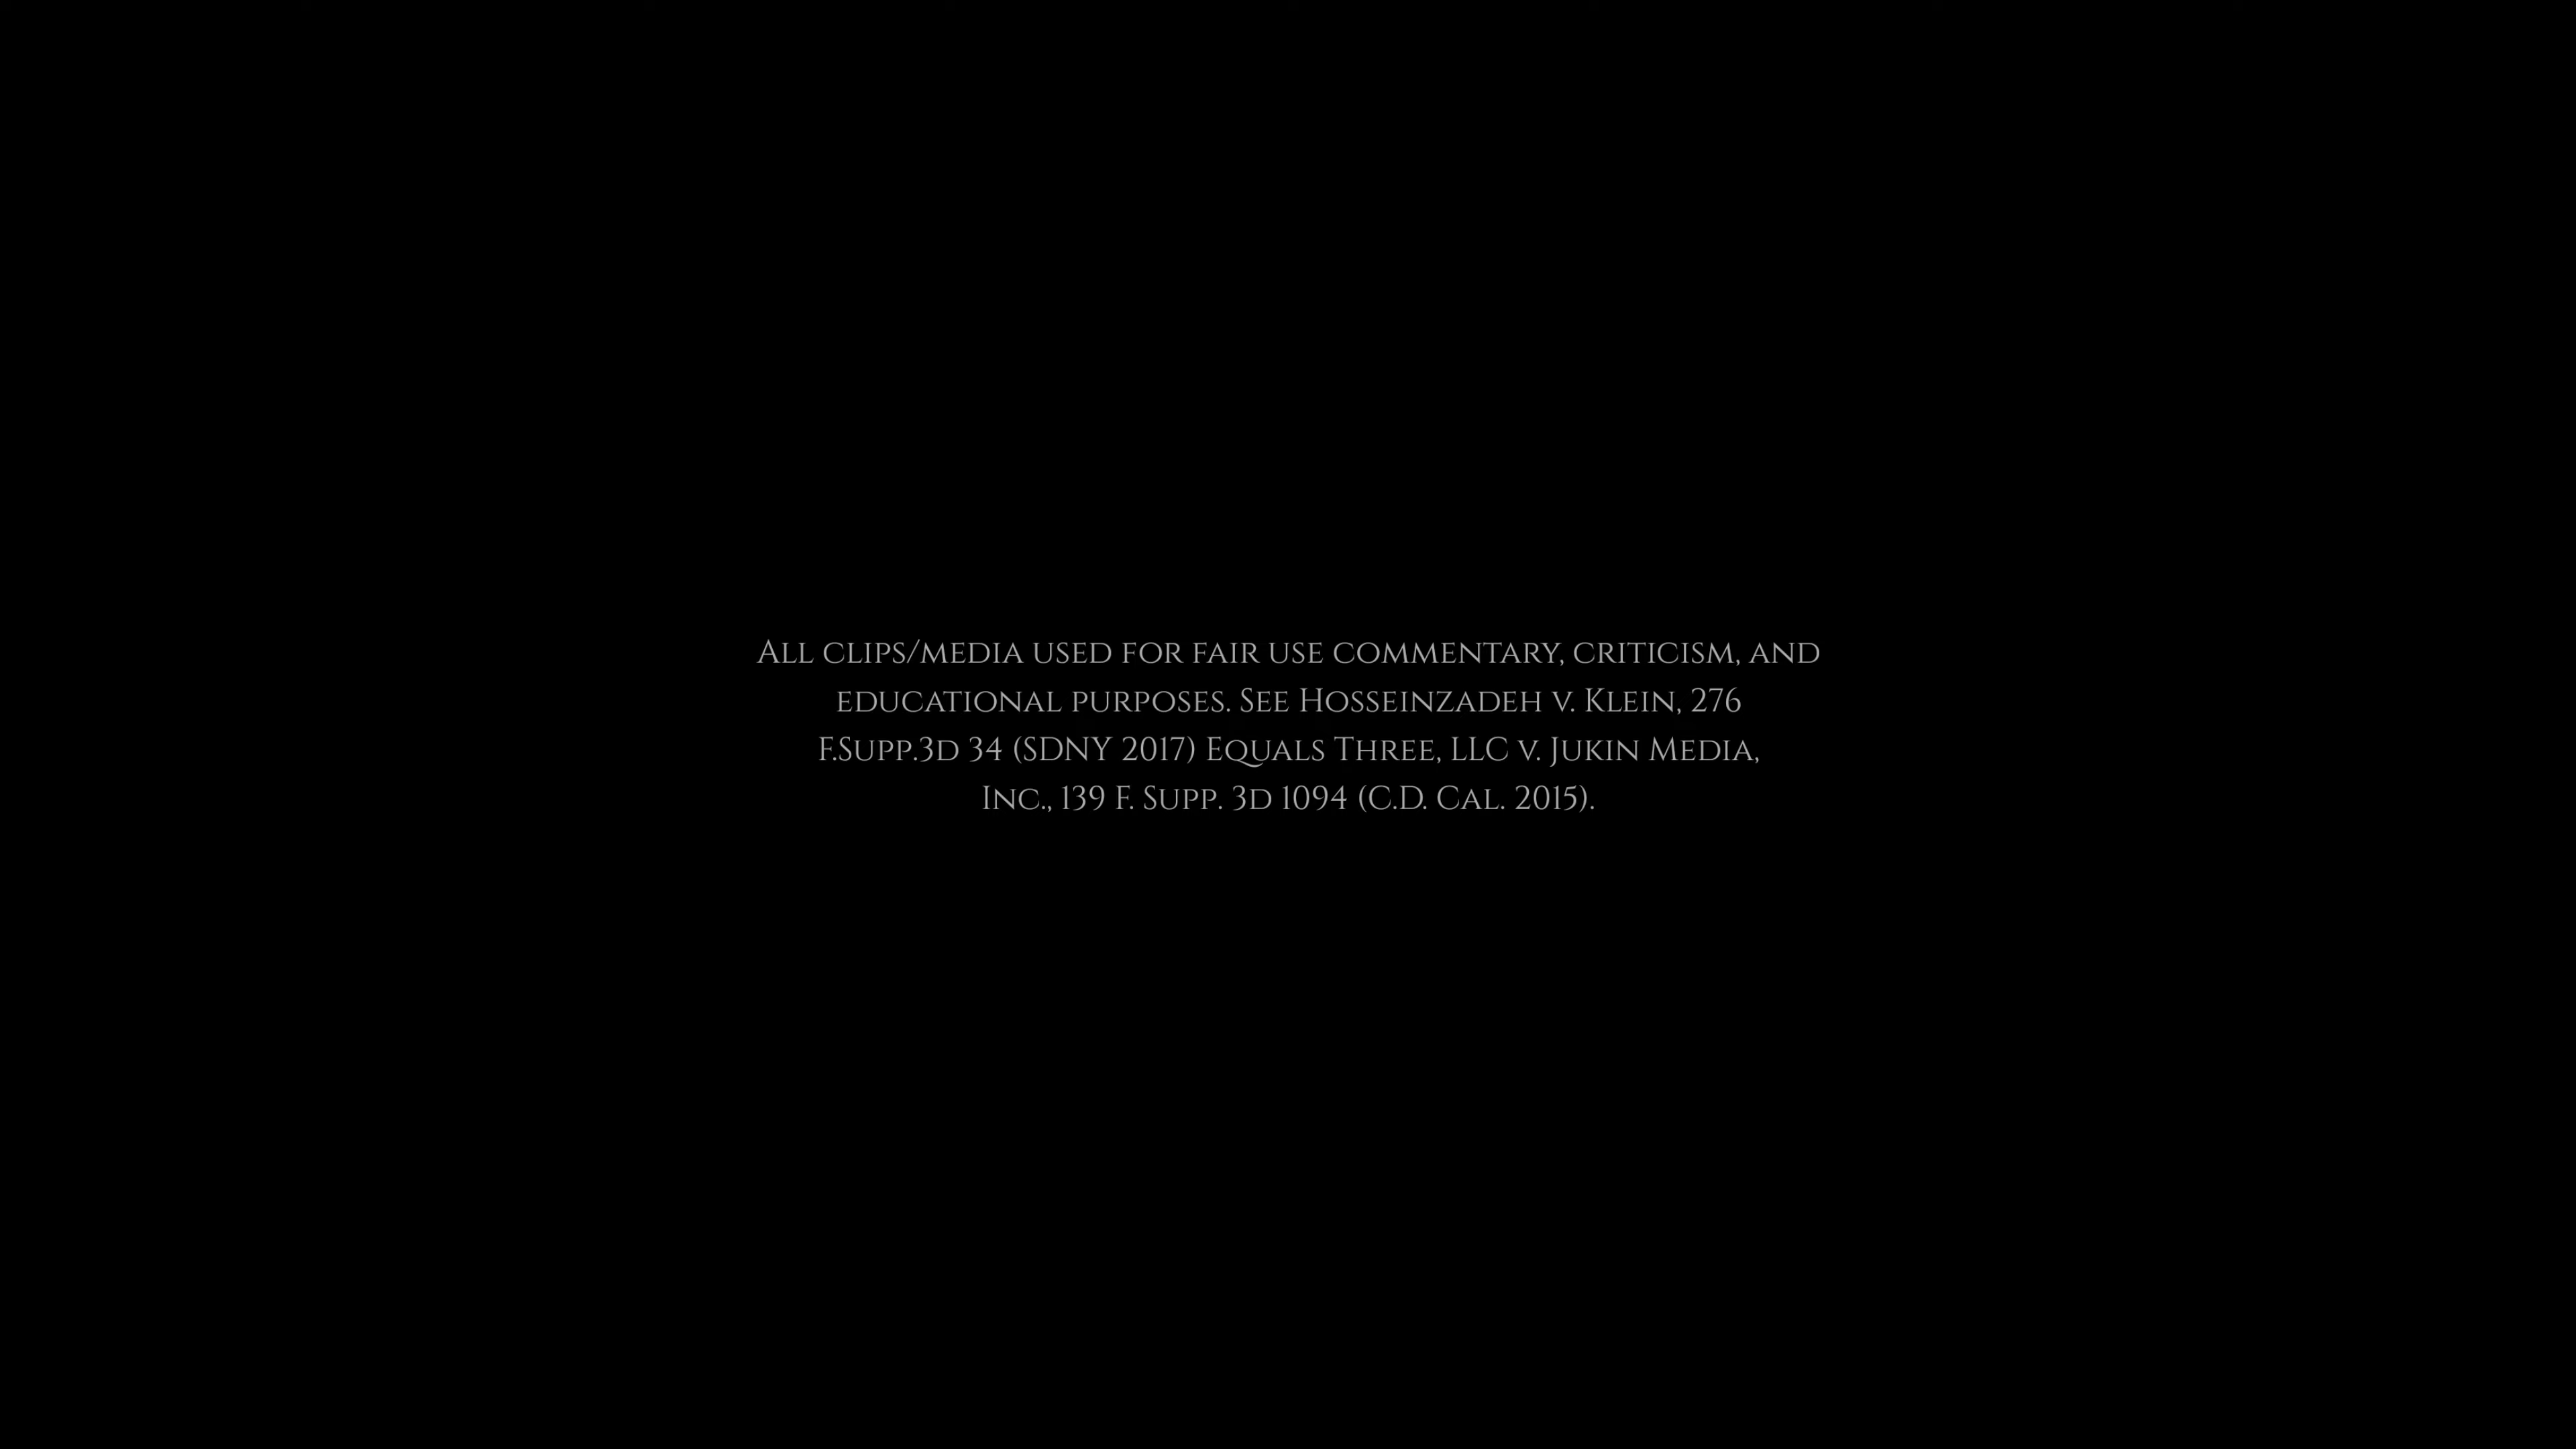 All clips/media used for fair use commentary, criticism, and
educational purposes. See Hosseinzadeh v. Klein, 276
F.Supp.3d 34 (SDNY 2017) Equals Three, LLC v. Jukin Media,
Inc., 139 F. Supp. 3d 1094 (C.D. Cal. 2015).